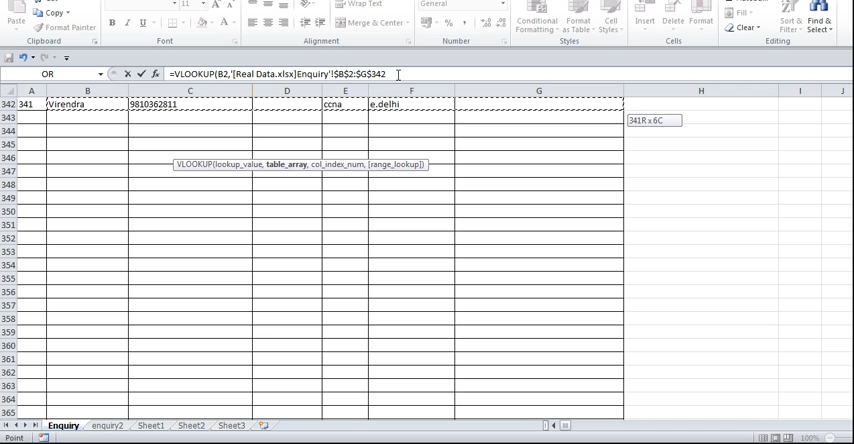 Paste
Copy
Format Painter
Clipboard
11
B I U
Font
Wrap Text
Merge & Center
Alignment
General
% ,
Number
Conditional Formatting
Format as Table
Cell Styles
Styles
Insert
Delete
Format
Cells
Fill
Clear
Sort & Filter
Find & Select
Editing
OR
fx
=VLOOKUP(B2,'[Real Data.xlsx]Enquiry'!$B$2:$G$342
A B C D E F G H I J
342 341 Virendra 9810362811 ccna e.delhi
343
341R x 6C
344
345
346
VLOOKUP(lookup_value, table_array, col_index_num, [range_lookup])
347
348
349
350
351
352
353
354
355
356
357
358
359
360
361
362
363
364
365
Enquiry enquiry2 Sheet1 Sheet2 Sheet3
Point
100%